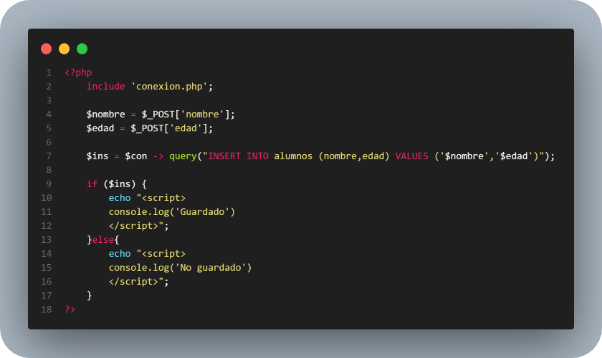 1 <?php
2 include 'conexion.php';
3
4 $nombre = $_POST['nombre'];
5 $edad = $_POST['edad'];
6
7 $ins = $con -> query("INSERT INTO alumnos (nombre,edad) VALUES ('$nombre','$edad')");
8
9 if ($ins) {
10 echo "<script>
11 console.log('Guardado')
12 </script>";
13 }else{
14 echo "<script>
15 console.log('No guardado')
16 </script>";
17 }
18 ?>